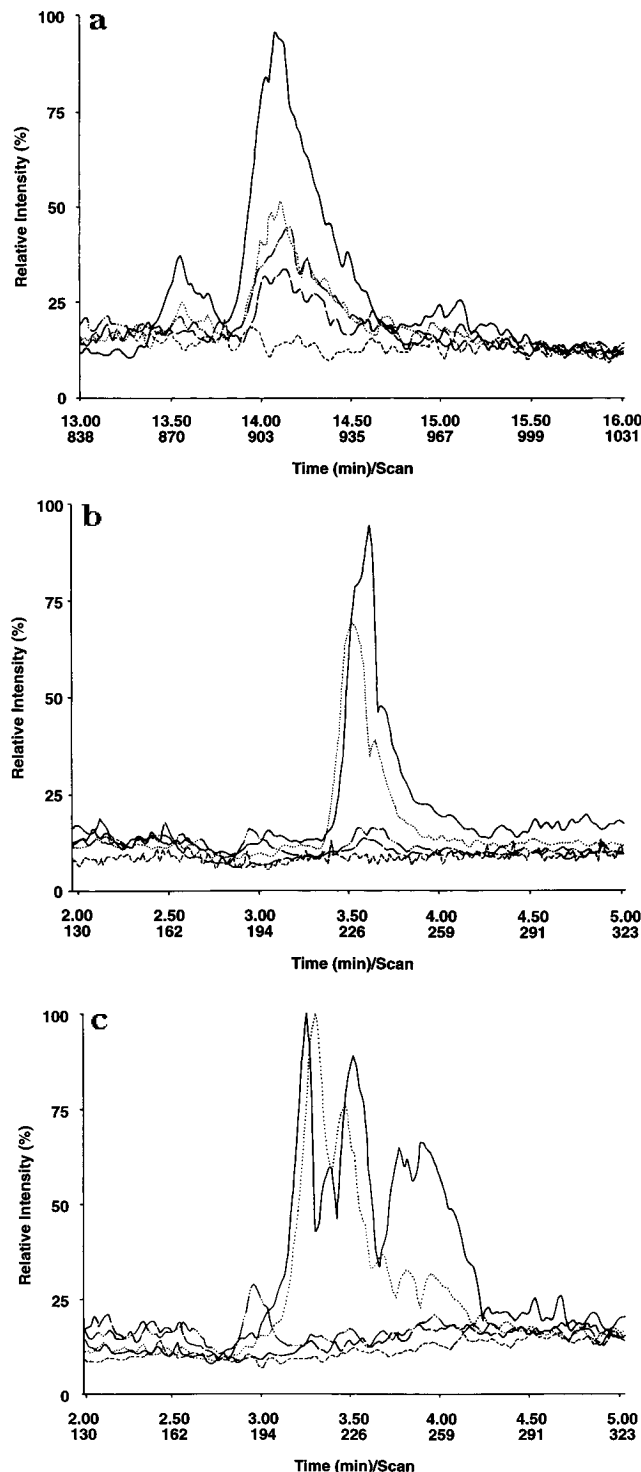 a
100
75
50
25
0
Relative Intensity (%)
13.00 13.50 14.00 14.50 15.00 15.50 16.00
838 870 903 935 967 999 1031
Time (min)/Scan
b
100
75
50
25
0
Relative Intensity (%)
2.00 2.50 3.00 3.50 4.00 4.50 5.00
130 162 194 226 259 291 323
Time (min)/Scan
c
100
75
50
25
0
Relative Intensity (%)
2.00 2.50 3.00 3.50 4.00 4.50 5.00
130 162 194 226 259 291 323
Time (min)/Scan